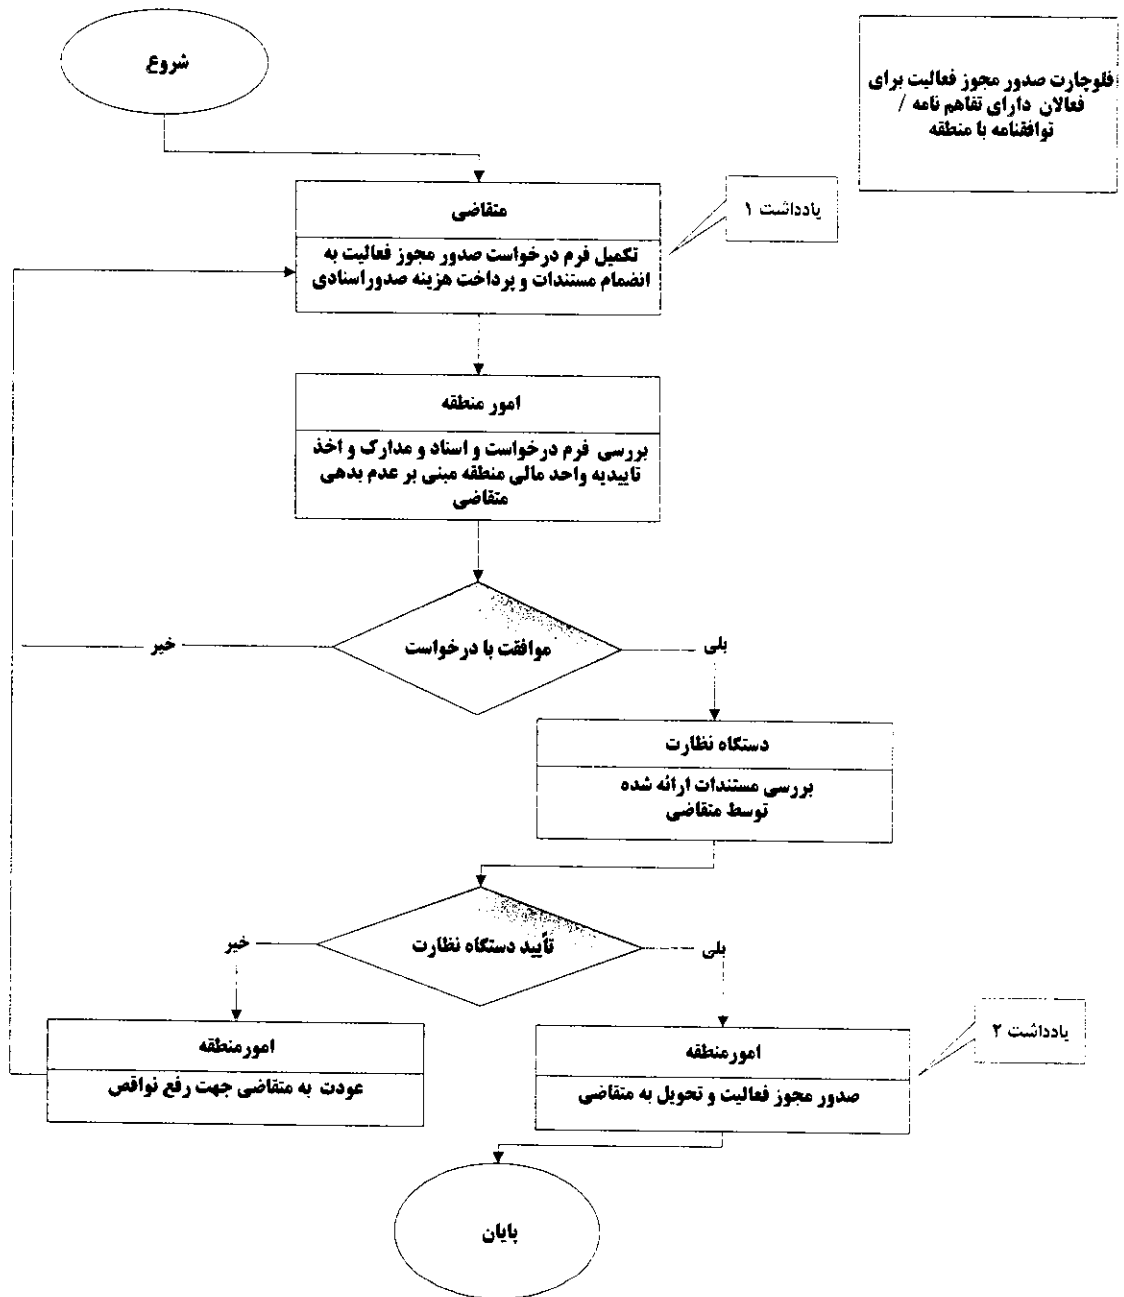 شروع
فلوچارت صدور مجوز فعالیت برای
فعالان دارای تفاهم نامه /
توافقنامه با منطقه
متقاضی
یادداشت ۱
تکمیل فرم درخواست صدور مجوز فعالیت به
انضمام مستندات و پرداخت هزینه صدوراسنادی
امور منطقه
بررسی فرم درخواست و اسناد و مدارک و اخذ
تاییدیه واحد مالی منطقه مبنی بر عدم بدهی
متقاضی
موافقت با درخواست
بلی
خیر
دستگاه نظارت
بررسی مستندات ارائه شده
توسط متقاضی
تأیید دستگاه نظارت
بلی
خیر
یادداشت ۲
امورمنطقه
صدور مجوز فعالیت و تحویل به متقاضی
امورمنطقه
عودت به متقاضی جهت رفع نواقص
پایان